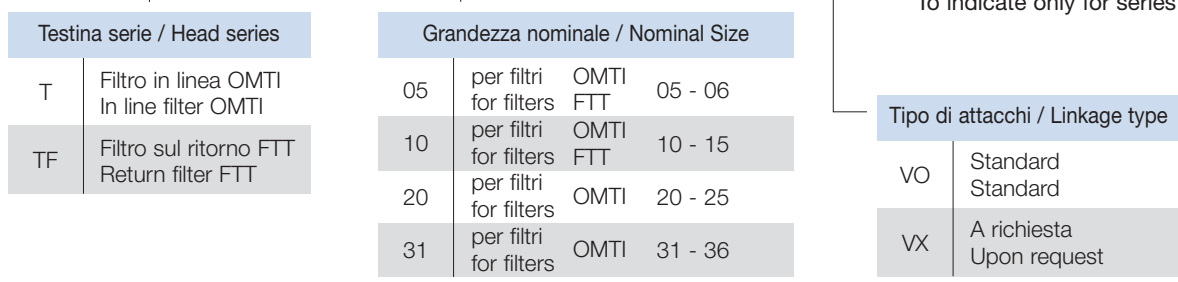 To indicate only for series
Testina serie / Head series
T
Filtro in linea OMTI
In line filter OMTI
TF
Filtro sul ritorno FTT
Return filter FTT
Grandezza nominale / Nominal Size
05 per filtri OMTI 05 - 06
for filters FTT
10 per filtri OMTI 10 - 15
for filters FTT
20 per filtri OMTI 20 - 25
for filters
31 per filtri OMTI 31 - 36
for filters
Tipo di attacchi / Linkage type
VO
Standard
Standard
VX
A richiesta
Upon request